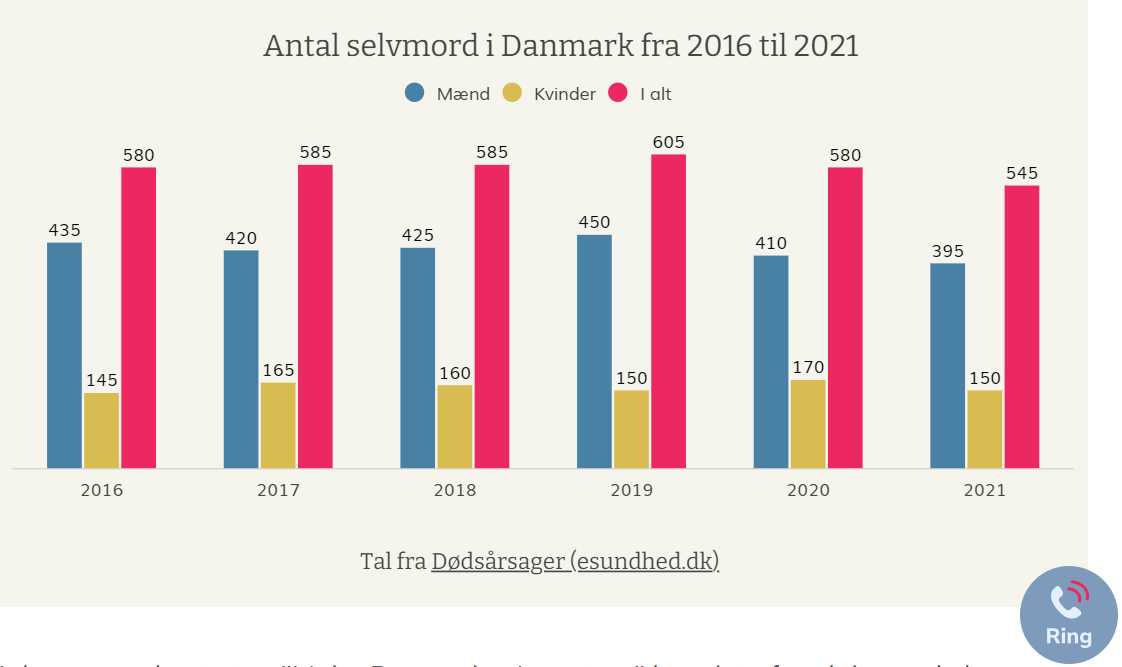 Antal selvmord i Danmark fra 2016 til 2021
Mænd Kvinder I alt
580 585 585 605 580 545
435 420 425 450 410 395
145 165 160 150 170 150
2016 2017 2018 2019 2020 2021
Tal fra Dødsårsager (esundhed.dk)
Ring